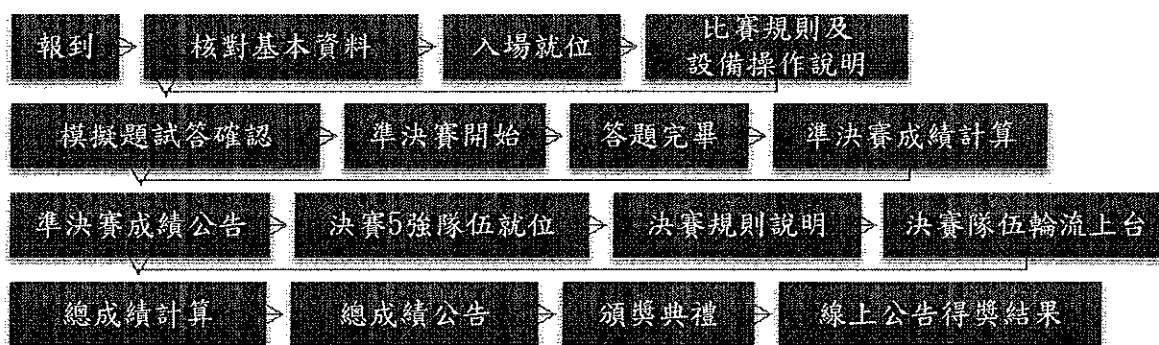 報到
核對基本資料
入場就位
比賽規則及
設備操作說明
模擬題試答確認
準決賽開始
答題完畢
準決賽成績計算
準決賽成績公告
決賽5強隊伍就位
決賽規則說明
決賽隊伍輪流上台
總成績計算
總成績公告
頒獎典禮
線上公告得獎結果